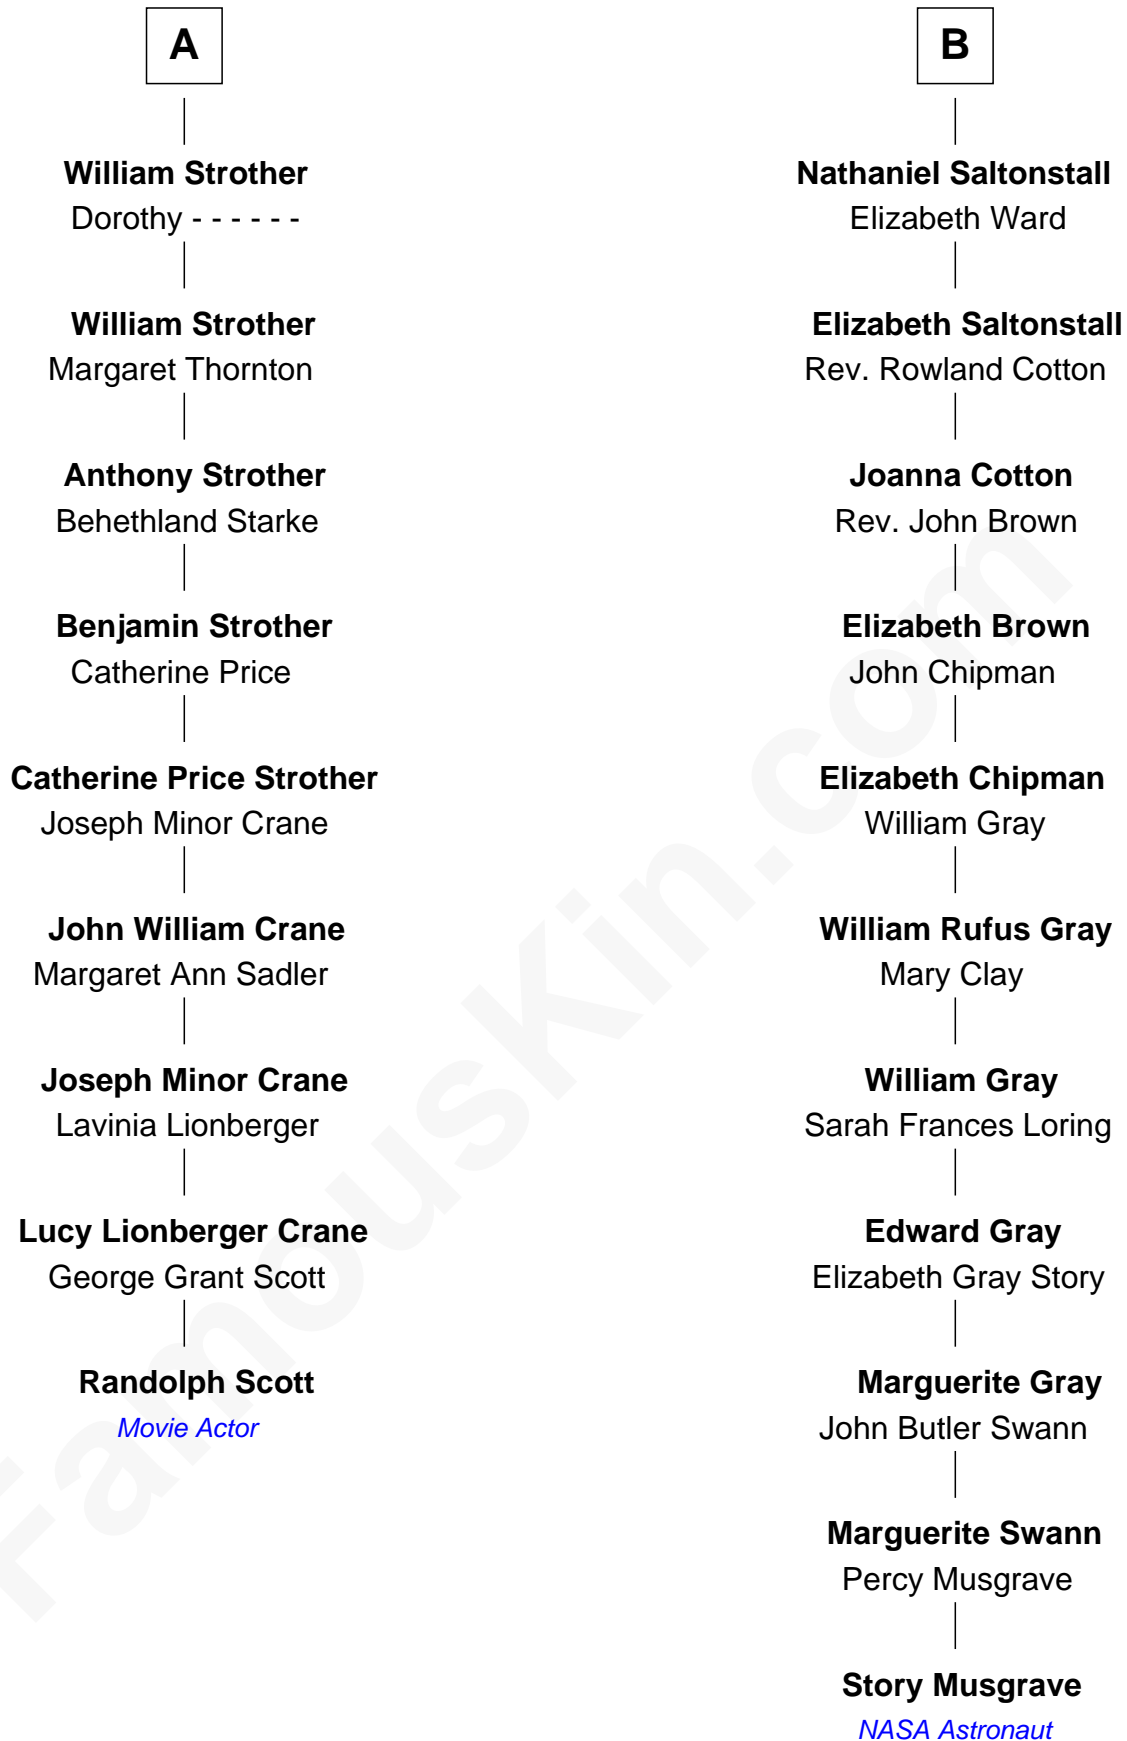 A
William Strother
Dorothy - - - - - -
William Strother
Margaret Thornton
Anthony Strother
Behethland Starke
Benjamin Strother
Catherine Price
Catherine Price Strother
Joseph Minor Crane
John William Crane
Margaret Ann Sadler
Joseph Minor Crane
Lavinia Lionberger
Lucy Lionberger Crane
George Grant Scott
Randolph Scott
Movie Actor
B
Nathaniel Saltonstall
Elizabeth Ward
Elizabeth Saltonstall
Rev. Rowland Cotton
Joanna Cotton
Rev. John Brown
Elizabeth Brown
John Chipman
Elizabeth Chipman
William Gray
William Rufus Gray
Mary Clay
William Gray
Sarah Frances Loring
Edward Gray
Elizabeth Gray Story
Marguerite Gray
John Butler Swann
Marguerite Swann
Percy Musgrave
Story Musgrave
NASA Astronaut
FamousKin.com